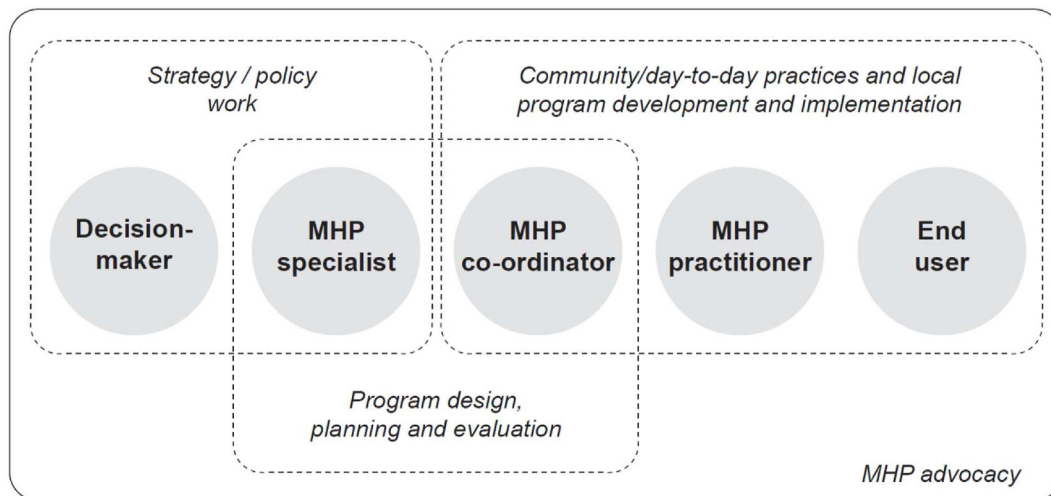 Strategy / policy
work
Community/day-to-day practices and local
program development and implementation
Decision-
maker
MHP
specialist
MHP
co-ordinator
MHP
practitioner
End
user
Program design,
planning and evaluation
MHP advocacy